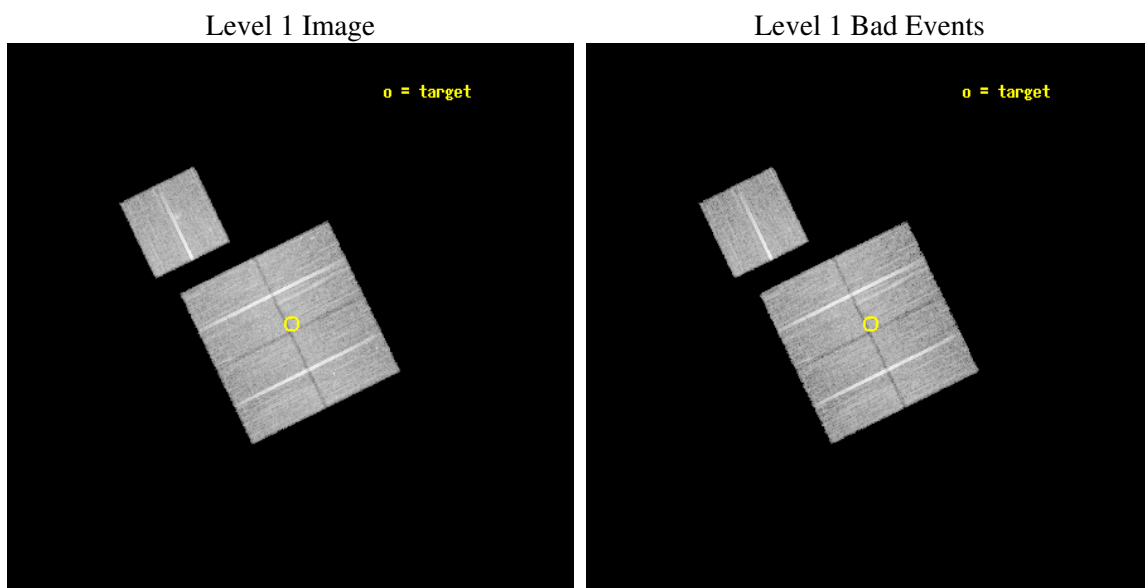 Level 1 Image
Level 1 Bad Events
o = target
o = target